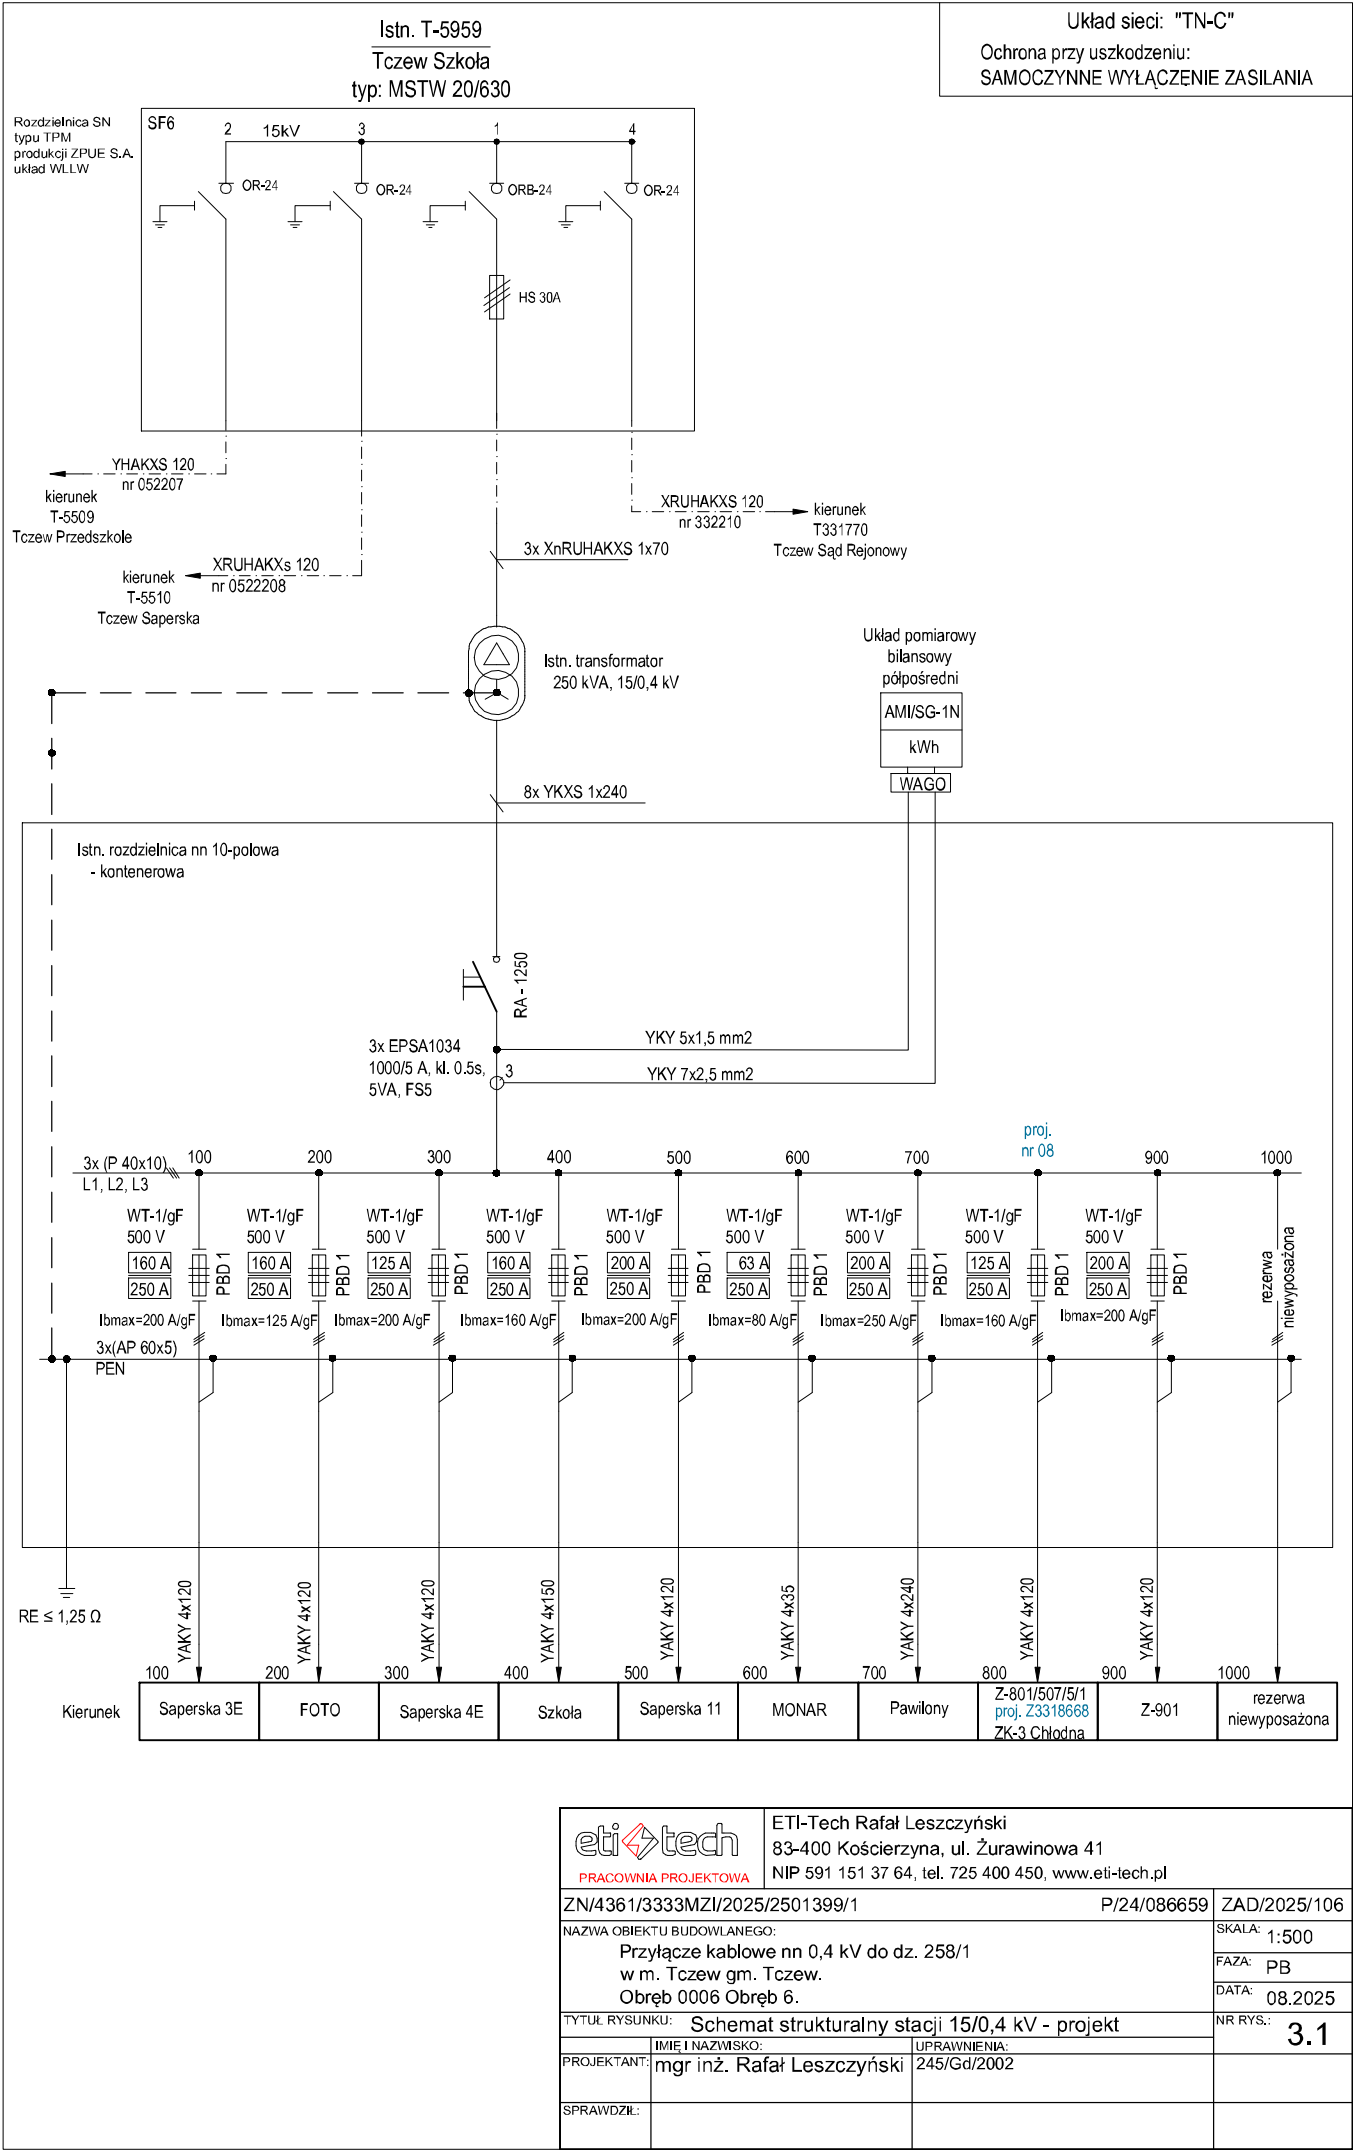 Istn. T-5959
Tczew Szkoła
typ: MSTW 20/630
Układ sieci: "TN-C"
Ochrona przy uszkodzeniu:
SAMOCZYNNE WYŁĄCZENIE ZASILANIA
Rozdzielnica SN
typu TPM
produkcji ZPUE S.A.
układ WLLW
SF6
2 15kV 3 1 4
OR-24 OR-24 ORB-24 OR-24
HS 30A
YHAKXS 120
nr 052207
kierunek
T-5509
Tczew Przedszkole
XRUHAKXs 120
nr 0522208
kierunek
T-5510
Tczew Saperska
XRUHAKXS 120
nr 332210
kierunek
T331770
Tczew Sąd Rejonowy
3x XnRUHAKXS 1x70
Istn. transformator
250 kVA, 15/0,4 kV
Układ pomiarowy
bilansowy
półpośredni
AMI/SG-1N
kWh
WAGO
8x YKXS 1x240
Istn. rozdzielnica nn 10-polowa
- kontenerowa
RA - 1250
YKY 5x1,5 mm2
3x EPSA1034
1000/5 A, kl. 0.5s,
5VA, FS5
3
YKY 7x2,5 mm2
proj.
nr 08
3x (P 40x10)
L1, L2, L3
100 200 300 400 500 600 700 900 1000
WT-1/gF WT-1/gF WT-1/gF WT-1/gF WT-1/gF WT-1/gF WT-1/gF WT-1/gF WT-1/gF
500 V 500 V 500 V 500 V 500 V 500 V 500 V 500 V 500 V
160 A 160 A 125 A 160 A 200 A 63 A 200 A 125 A 200 A
250 A 250 A 250 A 250 A 250 A 250 A 250 A 250 A 250 A
PBD 1 PBD 1 PBD 1 PBD 1 PBD 1 PBD 1 PBD 1 PBD 1 PBD 1
rezerwa
niewyposażona
Ibmax=200 A/gF Ibmax=125 A/gF Ibmax=200 A/gF Ibmax=160 A/gF Ibmax=200 A/gF Ibmax=80 A/gF Ibmax=250 A/gF Ibmax=160 A/gF Ibmax=200 A/gF
3x(AP 60x5)
PEN
RE ≤ 1,25 Ω
YAKY 4x120 YAKY 4x120 YAKY 4x120 YAKY 4x150 YAKY 4x120 YAKY 4x35 YAKY 4x240 YAKY 4x120 YAKY 4x120
100 200 300 400 500 600 700 800 900 1000
Kierunek
Saperska 3E
FOTO
Saperska 4E
Szkoła
Saperska 11
MONAR
Pawilony
Z-801/507/5/1
proj. Z3318668
ZK-3 Chłodna
Z-901
rezerwa
niewyposażona
eti tech
PRACOWNIA PROJEKTOWA
ETI-Tech Rafał Leszczyński
83-400 Kościerzyna, ul. Żurawinowa 41
NIP 591 151 37 64, tel. 725 400 450, www.eti-tech.pl
ZN/4361/3333MZI/2025/2501399/1 P/24/086659 ZAD/2025/106
NAZWA OBIEKTU BUDOWLANEGO:
Przyłącze kablowe nn 0,4 kV do dz. 258/1
w m. Tczew gm. Tczew.
Obręb 0006 Obręb 6.
SKALA: 1:500
FAZA: PB
DATA: 08.2025
TYTUŁ RYSUNKU: Schemat strukturalny stacji 15/0,4 kV - projekt
NR RYS.: 3.1
IMIĘ I NAZWISKO: UPRAWNIENIA:
PROJEKTANT: mgr inż. Rafał Leszczyński 245/Gd/2002
SPRAWDZIŁ: